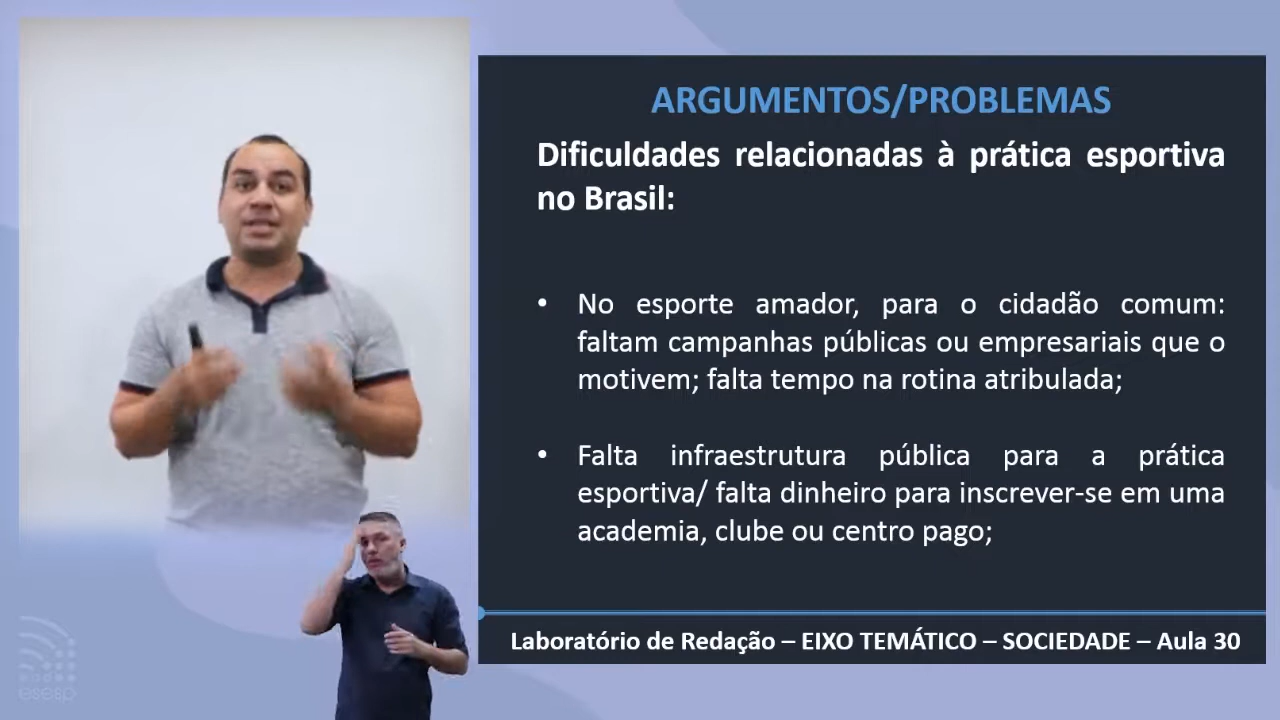 ARGUMENTOS/PROBLEMAS
Dificuldades relacionadas à prática esportiva
no Brasil:
• No esporte amador, para o cidadão comum:
faltam campanhas públicas ou empresariais que o
motivem; falta tempo na rotina atribulada;
• Falta infraestrutura pública para a prática
esportiva/ falta dinheiro para inscrever-se em uma
academia, clube ou centro pago;
Laboratório de Redação – EIXO TEMÁTICO – SOCIEDADE – Aula 30
esesp